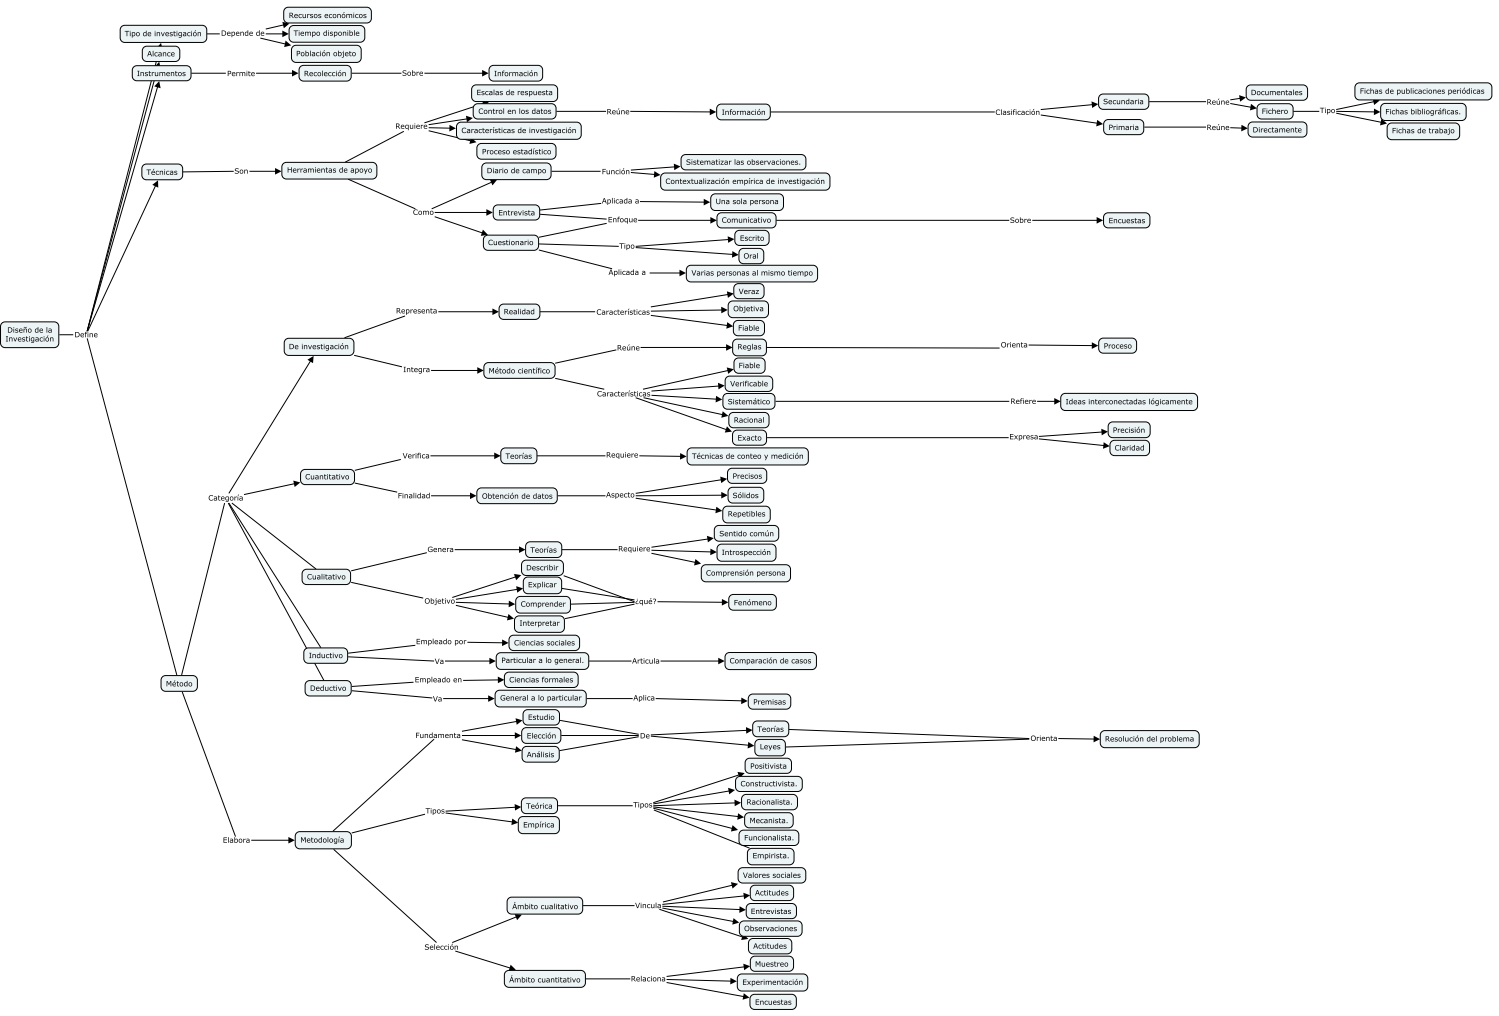 Recursos económicos
Tipo de investigación
Depende de
Tiempo disponible
Alcance
Población objeto
Instrumentos
Permite
Recolección
Sobre
Información
Escalas de respuesta
Control en los datos
Reúne
Información
Clasificación
Secundaria
Reúne
Documentales
Fichero
Tipo
Fichas de publicaciones periódicas
Fichas bibliográficas.
Fichas de trabajo
Requiere
Características de investigación
Primaria
Reúne
Directamente
Proceso estadístico
Técnicas
Son
Herramientas de apoyo
Diario de campo
Función
Sistematizar las observaciones.
Contextualización empírica de investigación
Como
Entrevista
Aplicada a
Una sola persona
Enfoque
Comunicativo
Sobre
Encuestas
Cuestionario
Tipo
Escrito
Oral
Aplicada a
Varias personas al mismo tiempo
Diseño de la
Investigación
Define
De investigación
Representa
Realidad
Características
Veraz
Objetiva
Fiable
Integra
Método científico
Reúne
Reglas
Orienta
Proceso
Características
Fiable
Verificable
Sistemático
Refiere
Ideas interconectadas lógicamente
Racional
Exacto
Expresa
Precisión
Claridad
Categoría
Cuantitativo
Verifica
Teorías
Requiere
Técnicas de conteo y medición
Finalidad
Obtención de datos
Aspecto
Precisos
Sólidos
Repetibles
Cualitativo
Genera
Teorías
Requiere
Sentido común
Introspección
Comprensión persona
Objetivo
Describir
Explicar
Comprender
Interpretar
¿qué?
Fenómeno
Inductivo
Empleado por
Ciencias sociales
Va
Particular a lo general.
Articula
Comparación de casos
Deductivo
Empleado en
Ciencias formales
Va
General a lo particular
Aplica
Premisas
Método
Elabora
Metodología
Fundamenta
Estudio
Elección
Análisis
De
Teorías
Leyes
Orienta
Resolución del problema
Tipos
Teórica
Empírica
Tipos
Positivista
Constructivista.
Racionalista.
Mecanista.
Funcionalista.
Empirista.
Selección
Ámbito cualitativo
Vincula
Valores sociales
Actitudes
Entrevistas
Observaciones
Actitudes
Ámbito cuantitativo
Relaciona
Muestreo
Experimentación
Encuestas